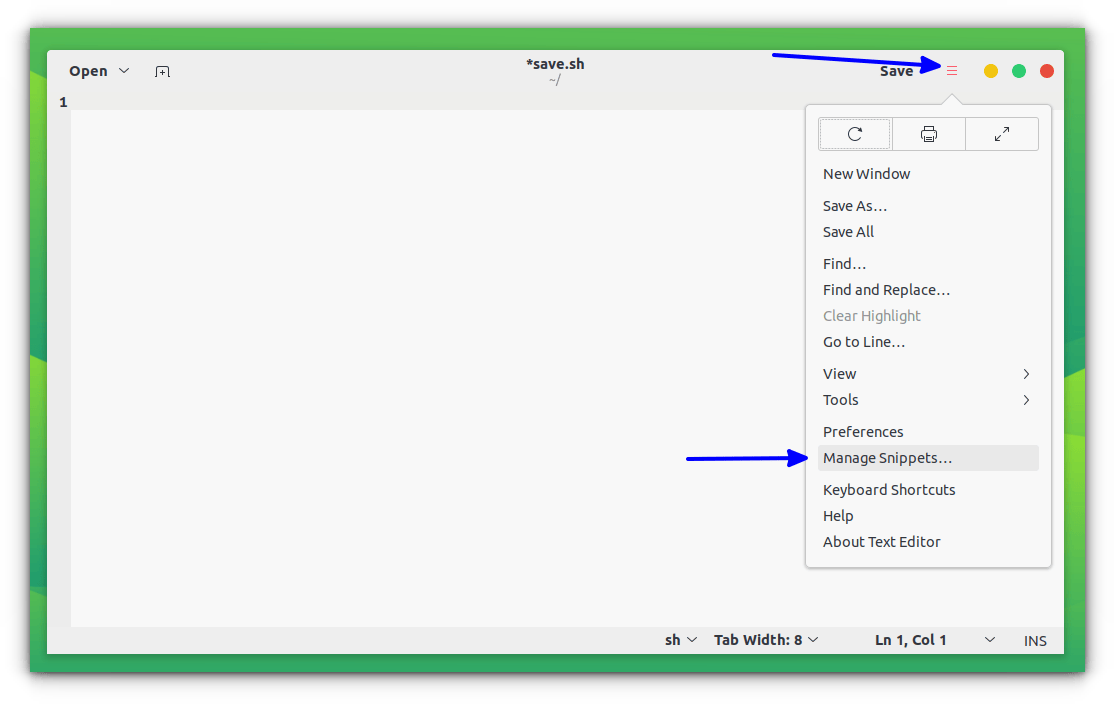 Open
*save.sh
~/
Save
1
New Window
Save As...
Save All
Find...
Find and Replace...
Clear Highlight
Go to Line...
View
Tools
Preferences
Manage Snippets...
Keyboard Shortcuts
Help
About Text Editor
sh Tab Width: 8 Ln 1, Col 1 INS